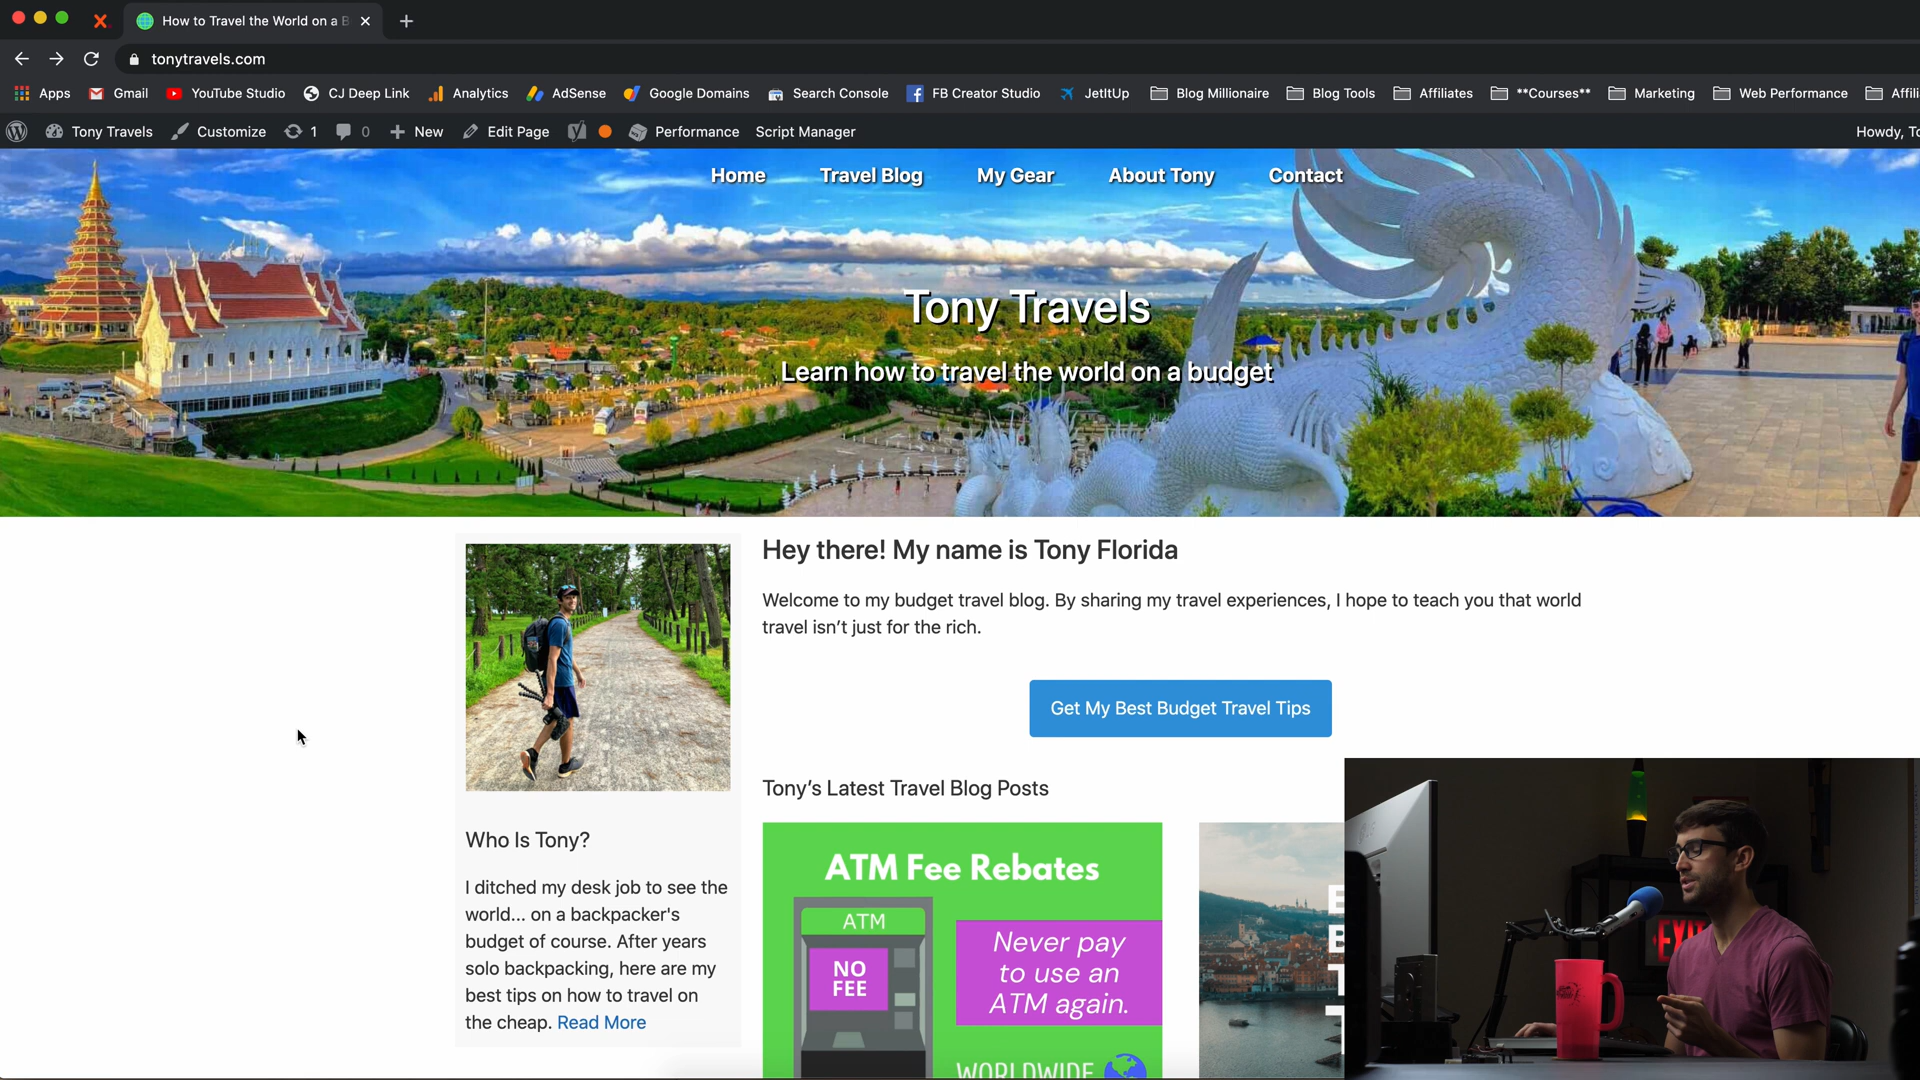 How to Travel the World on a B
tonytravels.com
Apps Gmail YouTube Studio CJ Deep Link Analytics AdSense Google Domains Search Console FB Creator Studio JetItUp Blog Millionaire Blog Tools Affiliates **Courses** Marketing Web Performance Affili
Tony Travels Customize 1 0 New Edit Page Performance Script Manager Howdy, To
Home Travel Blog My Gear About Tony Contact
Tony Travels
Learn how to travel the world on a budget
Hey there! My name is Tony Florida
Welcome to my budget travel blog. By sharing my travel experiences, I hope to teach you that world
travel isn’t just for the rich.
Get My Best Budget Travel Tips
Tony’s Latest Travel Blog Posts
Who Is Tony?
I ditched my desk job to see the
world... on a backpacker's
budget of course. After years
solo backpacking, here are my
best tips on how to travel on
the cheap. Read More
ATM Fee Rebates
ATM
NO
FEE
Never pay
to use an
ATM again.
WORLDWIDE
E
B
T
T
EXI